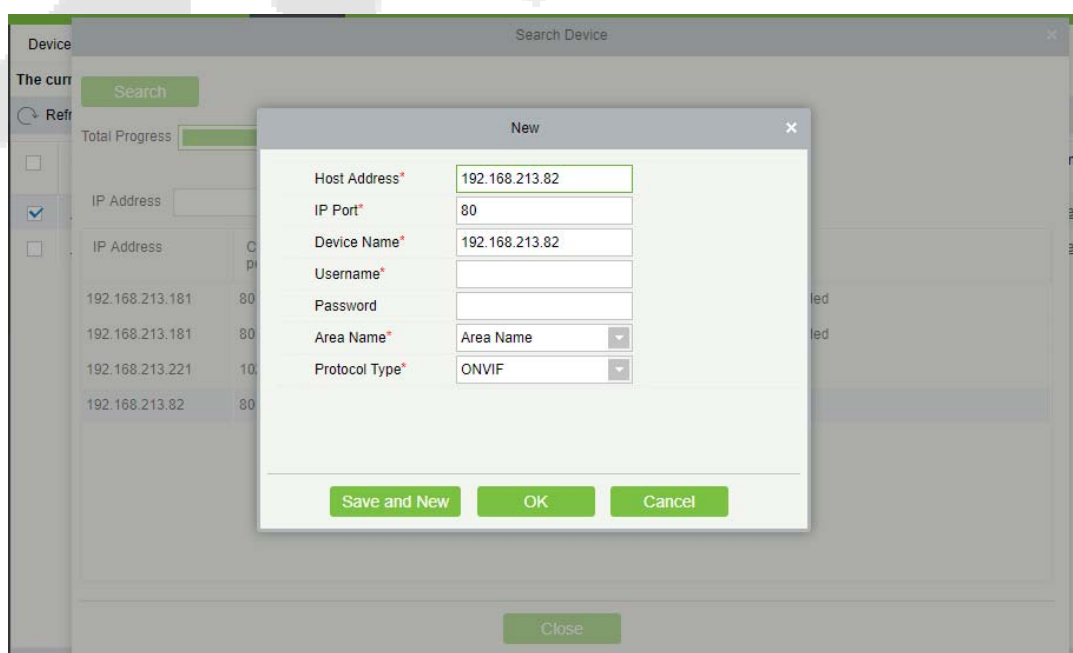 Search Device
Device
The curr
Search
Refr
Total Progress
New
Host Address* 192.168.213.82
IP Port* 80
IP Address
Device Name* 192.168.213.82
IP Address
Username*
192.168.213.181 80
Password
192.168.213.181 80
Area Name* Area Name
192.168.213.221 10
Protocol Type* ONVIF
192.168.213.82 80
Save and New OK Cancel
Close